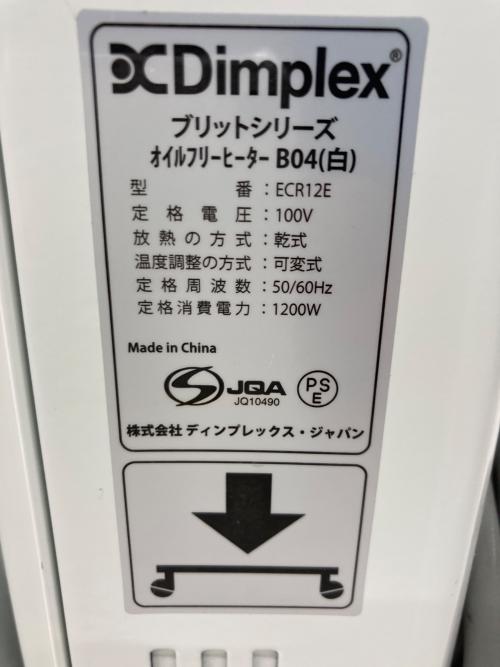 Dimplex®
ブリットシリーズ
オイルフリーヒーター B04(白)
型番：ECR12E
定格電圧：100V
放熱の方式：乾式
温度調整の方式：可変式
定格周波数：50/60Hz
定格消費電力：1200W
Made in China
S JQA
JQ10490
PS
E
株式会社 ディンプレックス・ジャパン